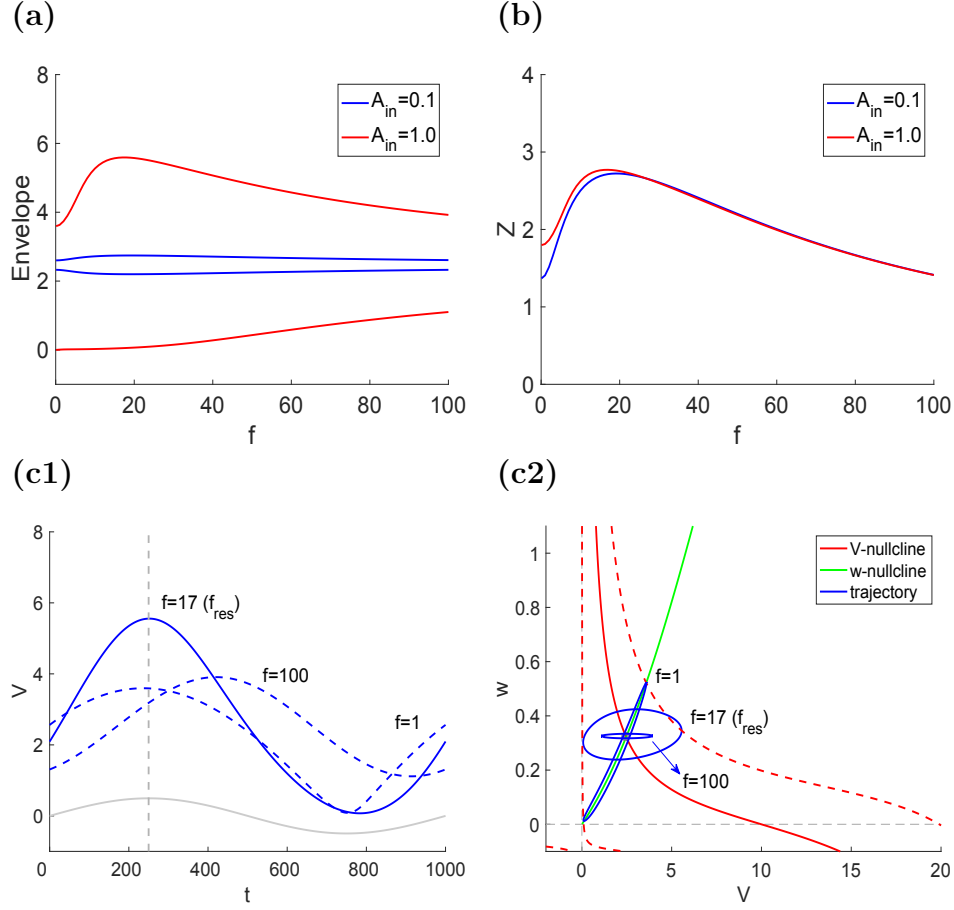 (a)
8
6
4
2
0
Envelope
0 20 40 60 80 100
f
A_in=0.1
A_in=1.0
(b)
4
3
2
1
0
Z
0 20 40 60 80 100
f
A_in=0.1
A_in=1.0
(c1)
8
6
4
2
0
V
0 200 400 600 800 1000
t
f=17 (f_res)
f=100
f=1
(c2)
1
0.8
0.6
0.4
0.2
0
w
0 5 10 15 20
V
V-nullcline
w-nullcline
trajectory
f=1
f=17 (f_res)
f=100